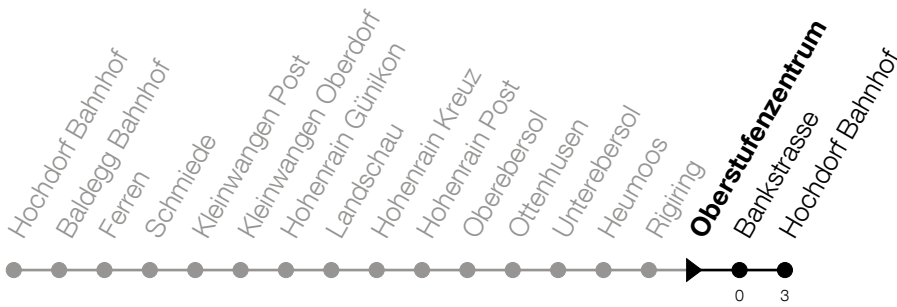 Hochdorf Bahnhof
Baldegg Bahnhof
Ferren
Schmiede
Kleinwangen Post
Kleinwangen Oberdorf
Hohenrain Günikon
Landschau
Hohenrain Kreuz
Hohenrain Post
Oberebersol
Ottenhusen
Unterebersol
Heumoos
Rigiring
Oberstufenzentrum
Bankstrasse
Hochdorf Bahnhof
0 3